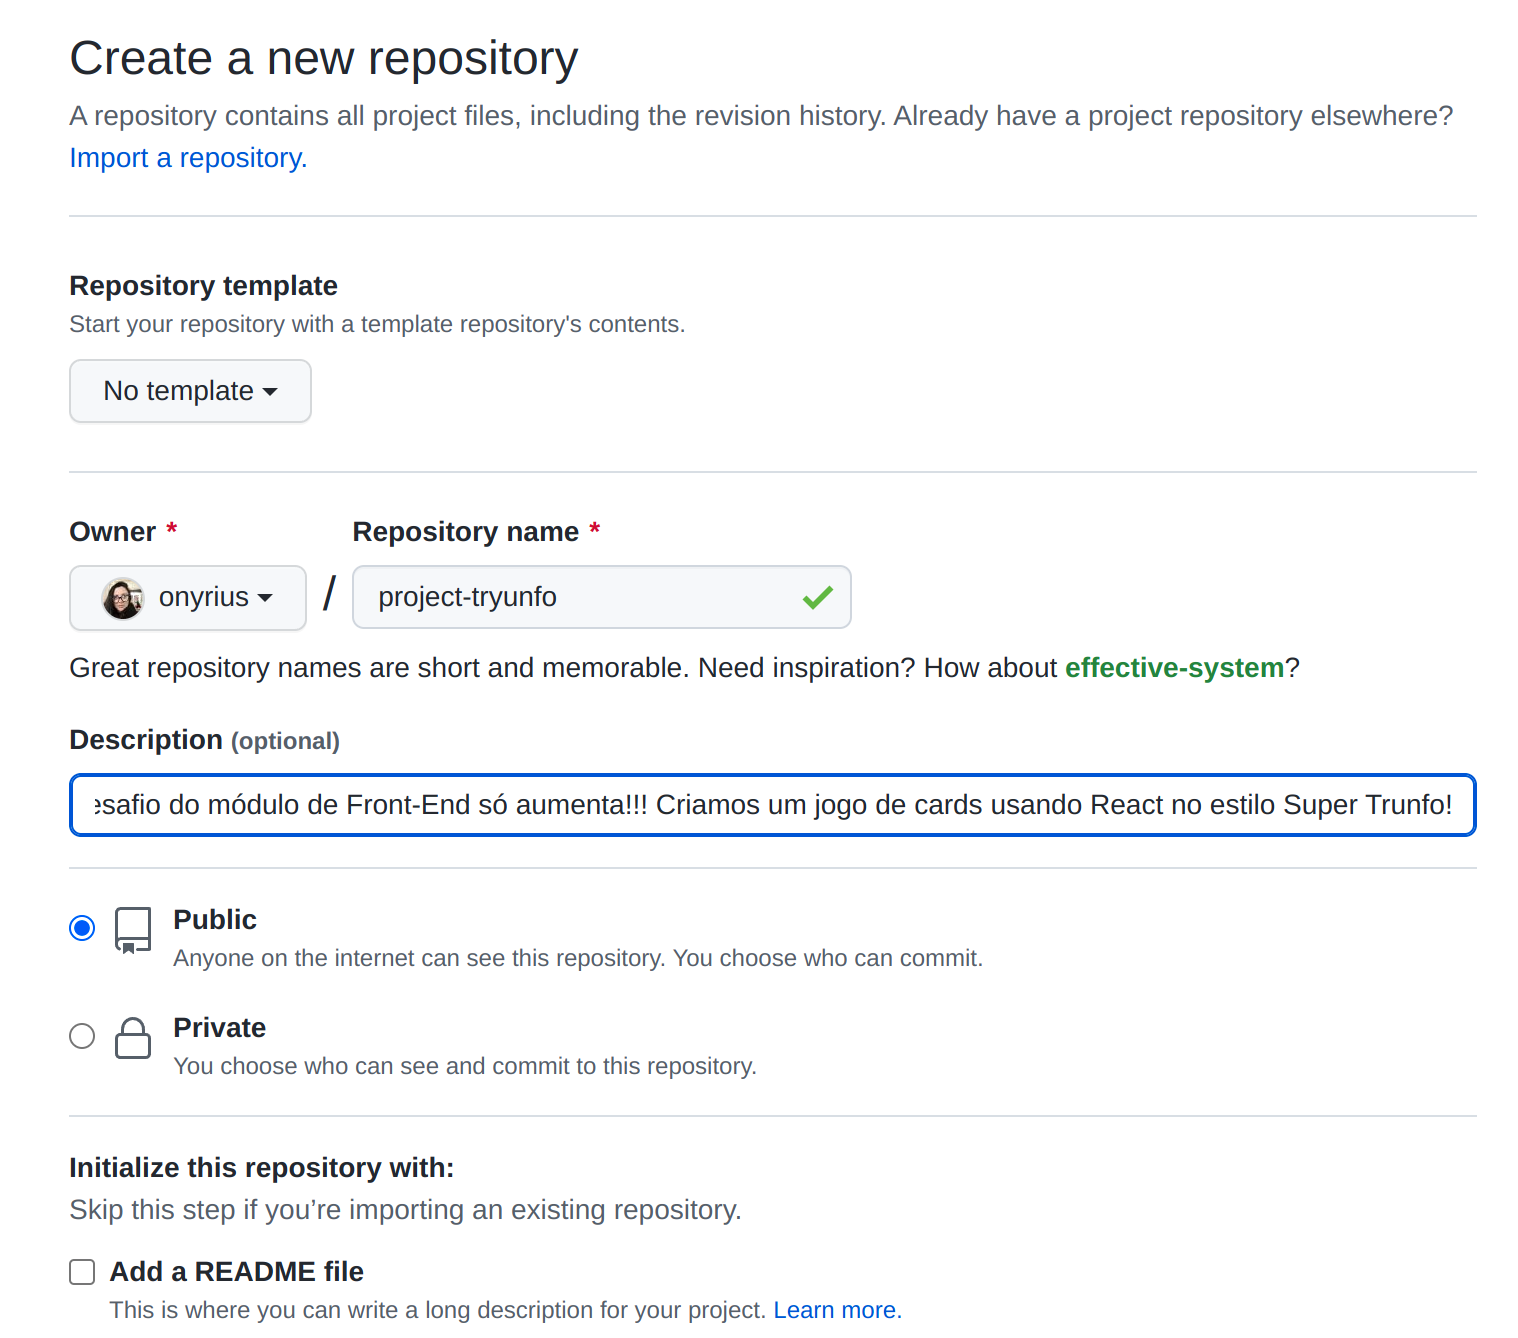 Create a new repository
A repository contains all project files, including the revision history. Already have a project repository elsewhere?
Import a repository.
Repository template
Start your repository with a template repository's contents.
No template
Owner *
Repository name *
onyrius / project-tryunfo
Great repository names are short and memorable. Need inspiration? How about effective-system?
Description (optional)
esafio do módulo de Front-End só aumenta!!! Criamos um jogo de cards usando React no estilo Super Trunfo!
Public
Anyone on the internet can see this repository. You choose who can commit.
Private
You choose who can see and commit to this repository.
Initialize this repository with:
Skip this step if you’re importing an existing repository.
Add a README file
This is where you can write a long description for your project. Learn more.